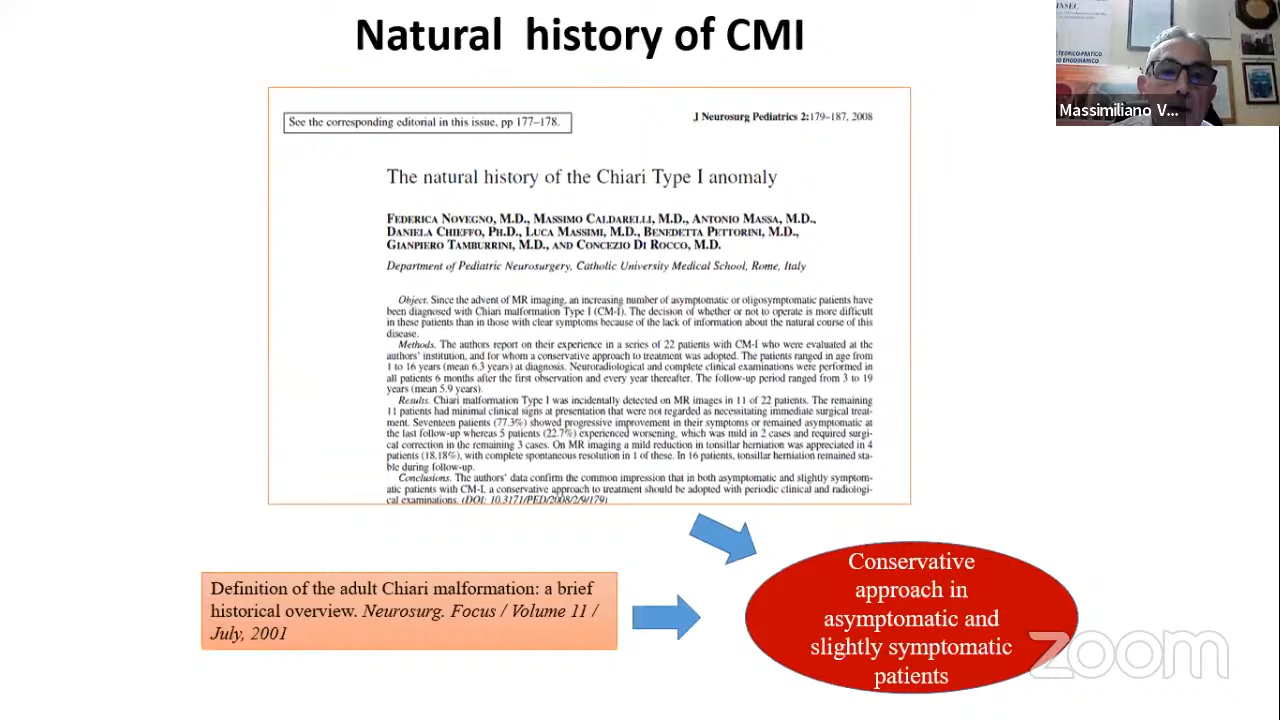 Natural history of CMI
INSEC
TEORICO-PRATICO
EMODINAMICO
Massimiliano V...
See the corresponding editorial in this issue, pp 177–178.
J Neurosurg Pediatrics 2:179–187, 2008
The natural history of the Chiari Type I anomaly
Federica Novegno, M.D., Massimo Caldarelli, M.D., Antonio Massa, M.D.,
Daniela Chieffo, Ph.D., Luca Massimi, M.D., Benedetta Pettorini, M.D.,
Gianpiero Tamburrini, M.D., and Concezio Di Rocco, M.D.
Department of Pediatric Neurosurgery, Catholic University Medical School, Rome, Italy
Object. Since the advent of MR imaging, an increasing number of asymptomatic or oligosymptomatic patients have
been diagnosed with Chiari malformation Type I (CM-I). The decision of whether or not to operate is more difficult
in these patients than in those with clear symptoms because of the lack of information about the natural course of this
disease.
Methods. The authors report on their experience in a series of 22 patients with CM-I who were evaluated at the
authors' institution, and for whom a conservative approach to treatment was adopted. The patients ranged in age from
1 to 16 years (mean 6.3 years) at diagnosis. Neuroradiological and complete clinical examinations were performed in
all patients 6 months after the first observation and every year thereafter. The follow-up period ranged from 3 to 19
years (mean 5.9 years).
Results. Chiari malformation Type I was incidentally detected on MR images in 11 of 22 patients. The remaining
11 patients had minimal clinical signs at presentation that were not regarded as necessitating immediate surgical treat-
ment. Seventeen patients (77.3%) showed progressive improvement in their symptoms or remained asymptomatic at
the last follow-up whereas 5 patients (22.7%) experienced worsening, which was mild in 2 cases and required surgi-
cal correction in the remaining 3 cases. On MR imaging a mild reduction in tonsillar herniation was appreciated in 4
patients (18.18%), with complete spontaneous resolution in 1 of these. In 16 patients, tonsillar herniation remained sta-
ble during follow-up.
Conclusions. The authors' data confirm the common impression that in both asymptomatic and slightly symptom-
atic patients with CM-I, a conservative approach to treatment should be adopted with periodic clinical and radiologi-
cal examinations. (DOI: 10.3171/PED/2008/2/9/179)
Definition of the adult Chiari malformation: a brief
historical overview. Neurosurg. Focus / Volume 11 /
July, 2001
Conservative
approach in
asymptomatic and
slightly symptomatic
patients
zoom